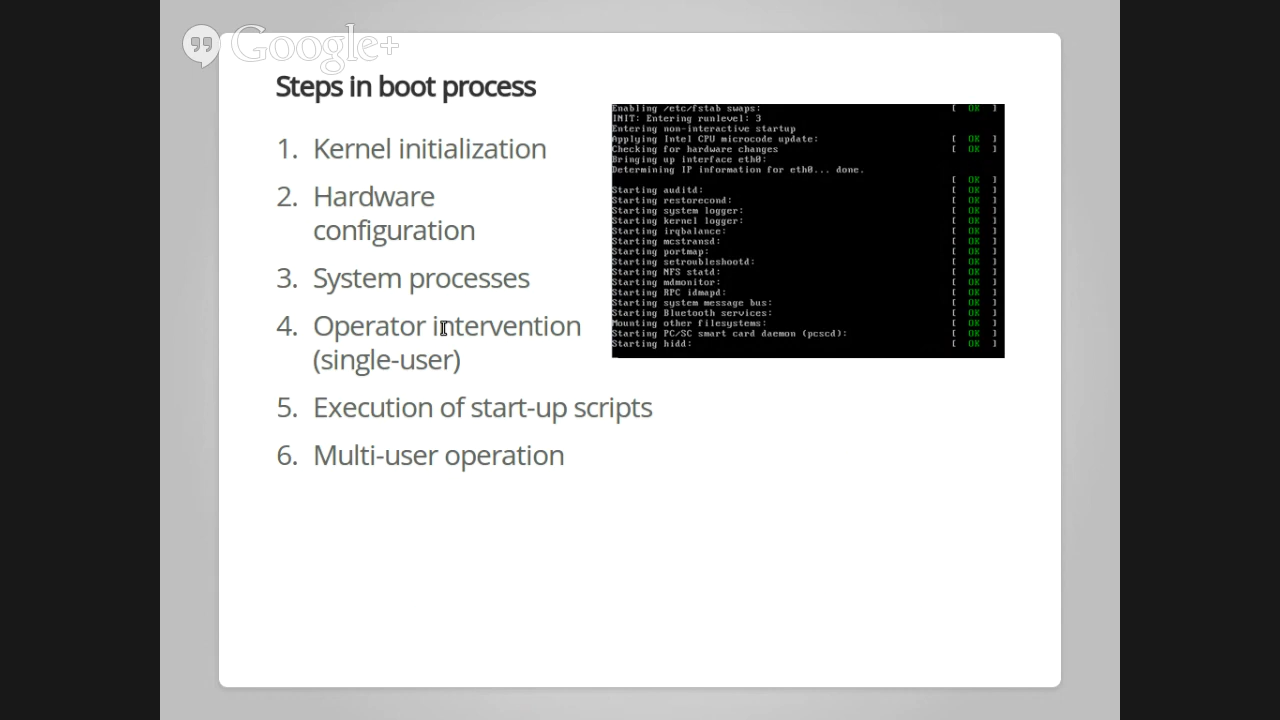 Google+
Steps in boot process
1. Kernel initialization
2. Hardware
configuration
3. System processes
4. Operator intervention
(single-user)
5. Execution of start-up scripts
6. Multi-user operation
Enabling /etc/fstab swaps: [ OK ]
INIT: Entering runlevel: 3
Entering non-interactive startup
Applying Intel CPU microcode update: [ OK ]
Checking for hardware changes [ OK ]
Bringing up interface eth0:
Determining IP information for eth0... done.
[ OK ]
Starting auditd: [ OK ]
Starting restorecond: [ OK ]
Starting system logger: [ OK ]
Starting kernel logger: [ OK ]
Starting irqbalance: [ OK ]
Starting mcstransd: [ OK ]
Starting portmap: [ OK ]
Starting setroubleshootd: [ OK ]
Starting NFS statd: [ OK ]
Starting mdmonitor: [ OK ]
Starting RPC idmapd: [ OK ]
Starting system message bus: [ OK ]
Starting Bluetooth services: [ OK ]
Mounting other filesystems: [ OK ]
Starting PC/SC smart card daemon (pcscd): [ OK ]
Starting hidd: [ OK ]